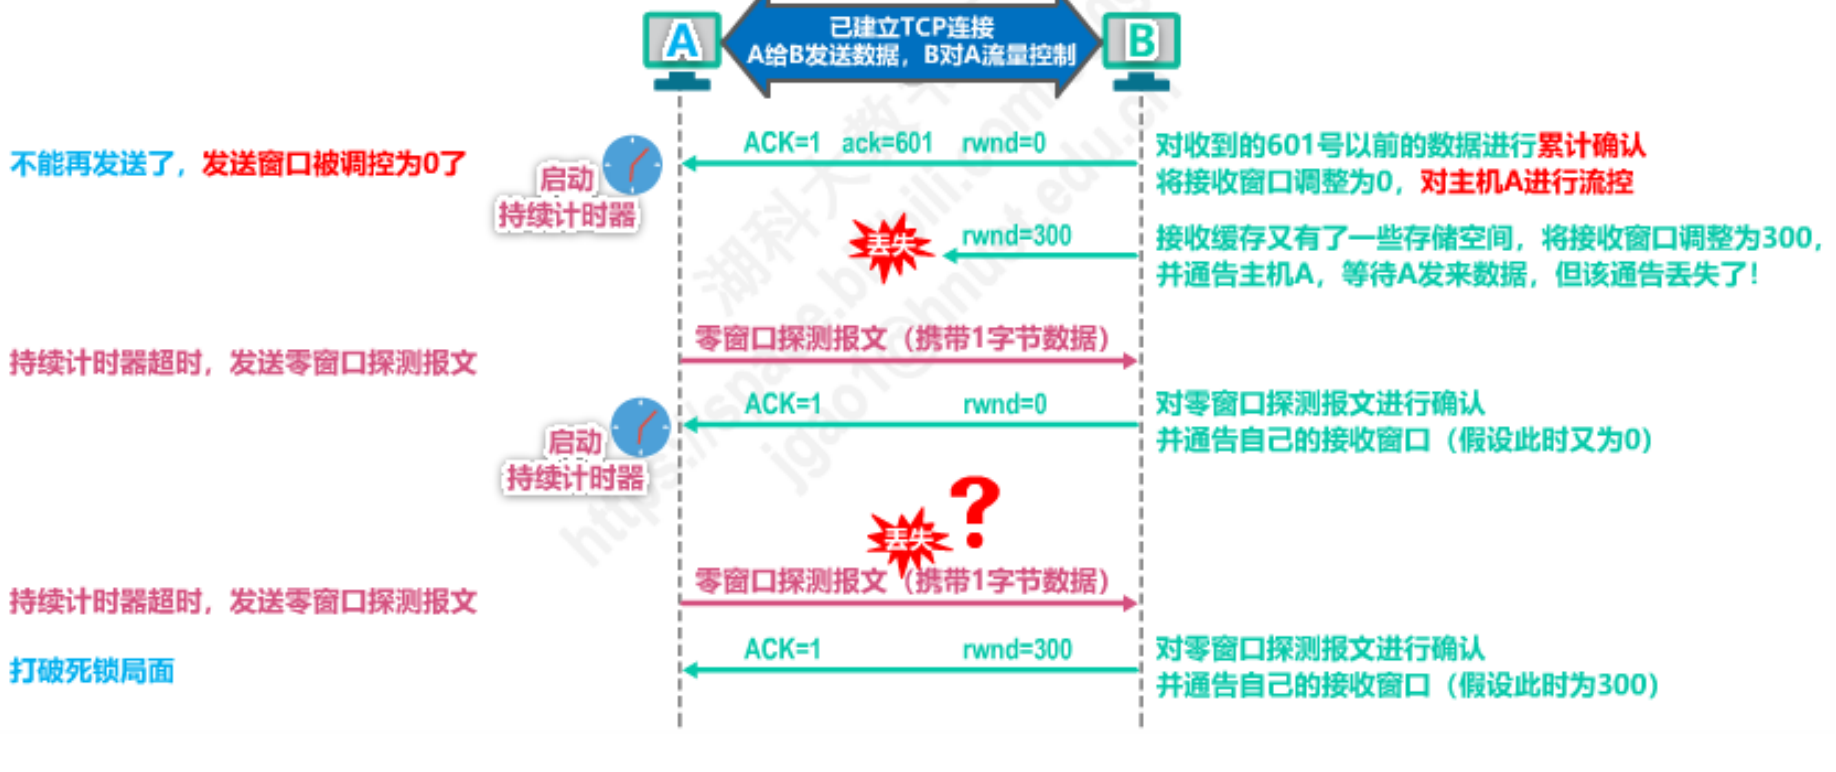 已建立TCP连接
A给B发送数据，B对A流量控制
A
B
ACK=1 ack=601 rwnd=0
对收到的601号以前的数据进行累计确认
将接收窗口调整为0，对主机A进行流控
不能再发送了，发送窗口被调控为0了
启动
持续计时器
丢失
rwnd=300
接收缓存又有了一些存储空间，将接收窗口调整为300，
并通告主机A，等待A发来数据，但该通告丢失了！
零窗口探测报文（携带1字节数据）
持续计时器超时，发送零窗口探测报文
ACK=1 rwnd=0
对零窗口探测报文进行确认
并通告自己的接收窗口（假设此时又为0）
启动
持续计时器
丢失
?
零窗口探测报文（携带1字节数据）
持续计时器超时，发送零窗口探测报文
ACK=1 rwnd=300
对零窗口探测报文进行确认
并通告自己的接收窗口（假设此时为300）
打破死锁局面